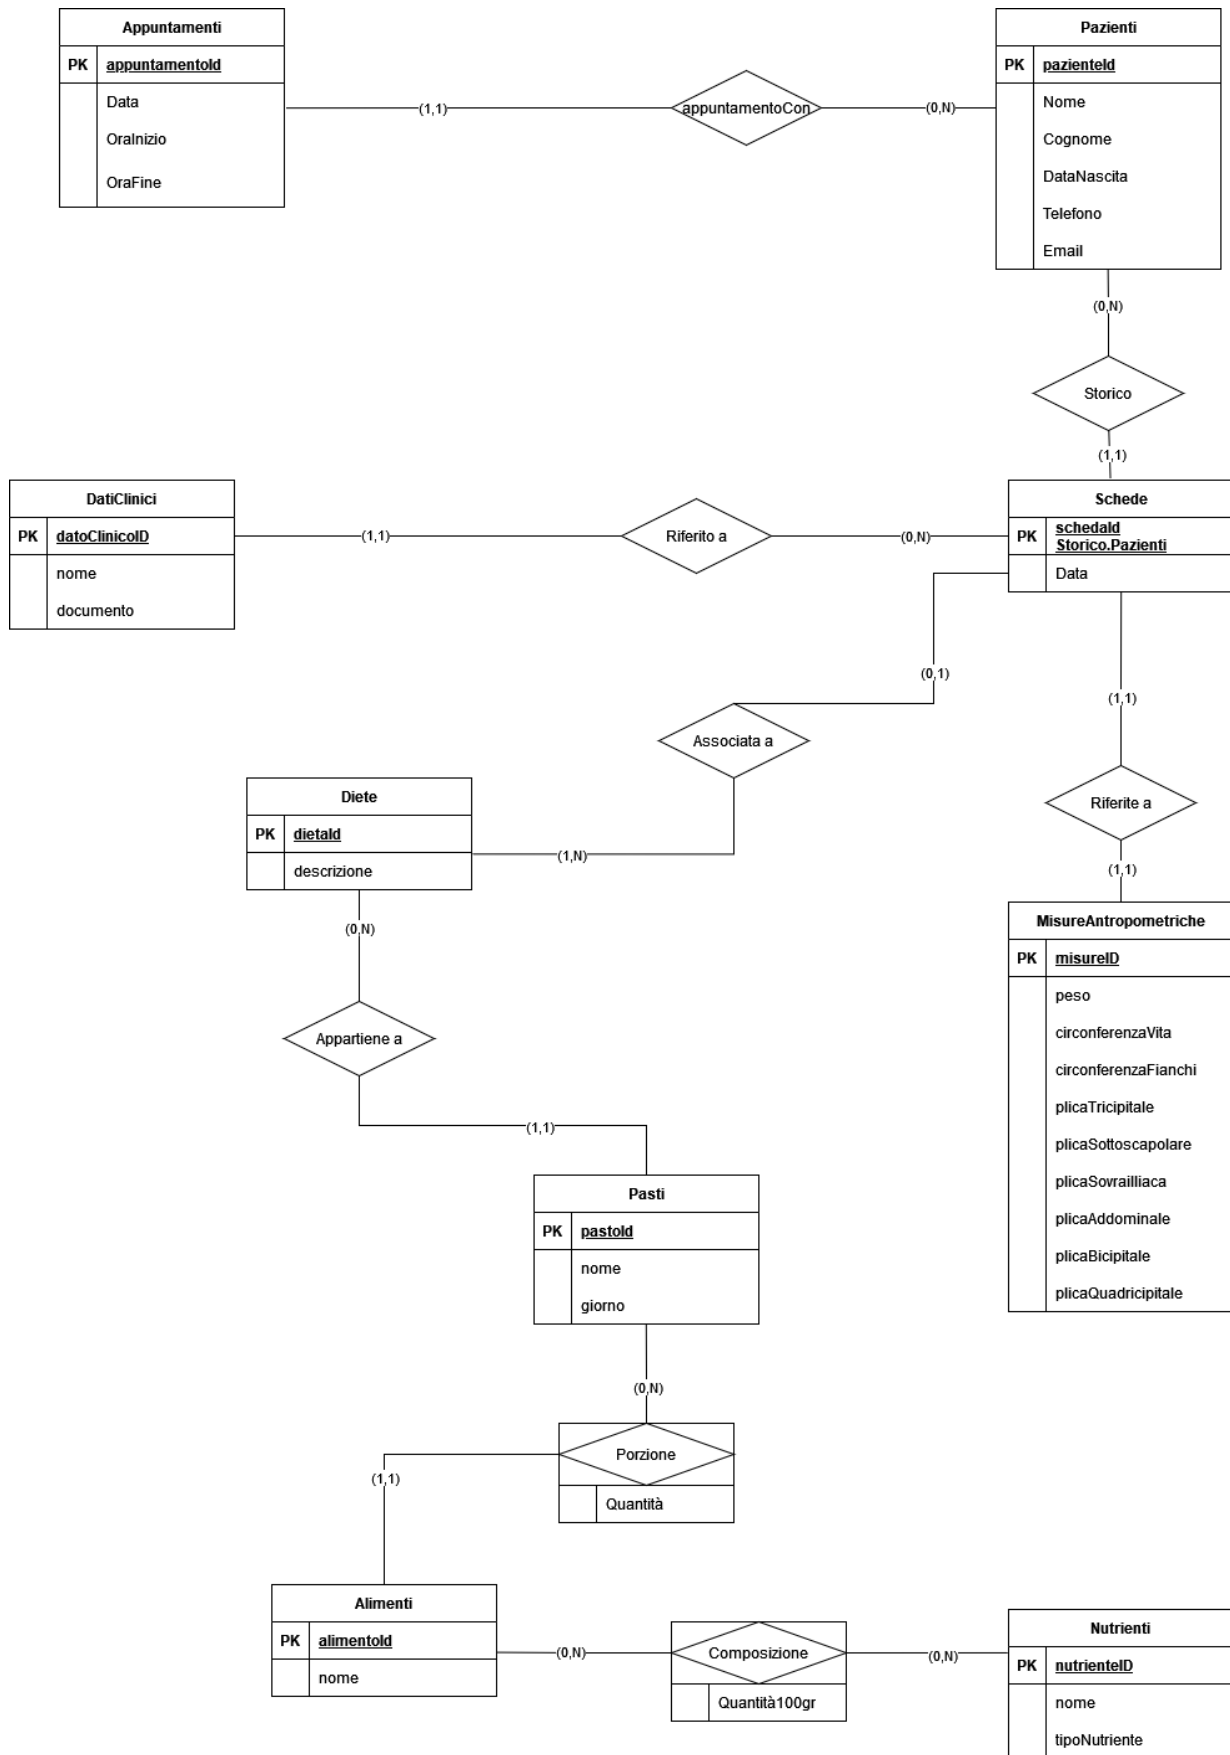 Appuntamenti
PK appuntamentoId
Data
OraInizio
OraFine
(1,1)
appuntamentoCon
(0,N)
Pazienti
PK pazienteId
Nome
Cognome
DataNascita
Telefono
Email
(0,N)
Storico
(1,1)
DatiClinici
PK datoClinicoID
nome
documento
(1,1)
Riferito a
(0,N)
Schede
PK schedaId
Storico.Pazienti
Data
(0,1)
Associata a
(1,N)
(1,1)
Riferite a
(1,1)
Diete
PK dietaId
descrizione
(0,N)
Appartiene a
(1,1)
MisureAntropometriche
PK misureID
peso
circonferenzaVita
circonferenzaFianchi
plicaTricipitale
plicaSottoscapolare
plicaSovrailliaca
plicaAddominale
plicaBicipitale
plicaQuadricipitale
Pasti
PK pastoId
nome
giorno
(0,N)
Porzione
Quantità
(1,1)
Alimenti
PK alimentoId
nome
(0,N)
Composizione
Quantità100gr
(0,N)
Nutrienti
PK nutrienteID
nome
tipoNutriente